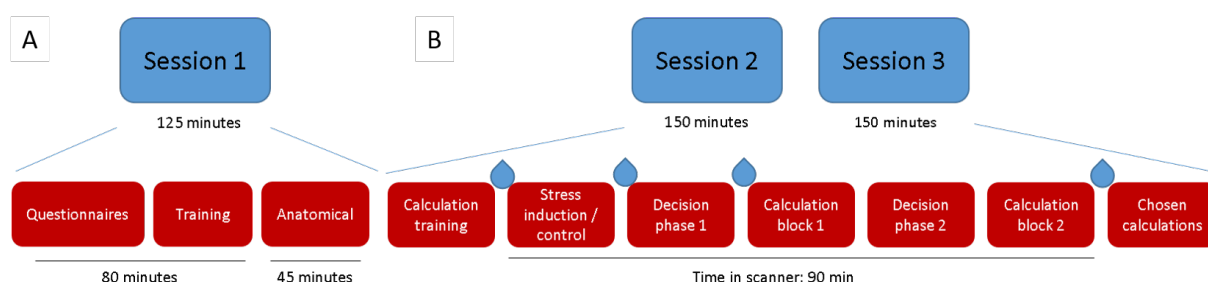 A
Session 1
125 minutes
Questionnaires
Training
Anatomical
80 minutes
45 minutes
B
Session 2
Session 3
150 minutes
150 minutes
Calculation
training
Stress
induction /
control
Decision
phase 1
Calculation
block 1
Decision
phase 2
Calculation
block 2
Chosen
calculations
Time in scanner: 90 min